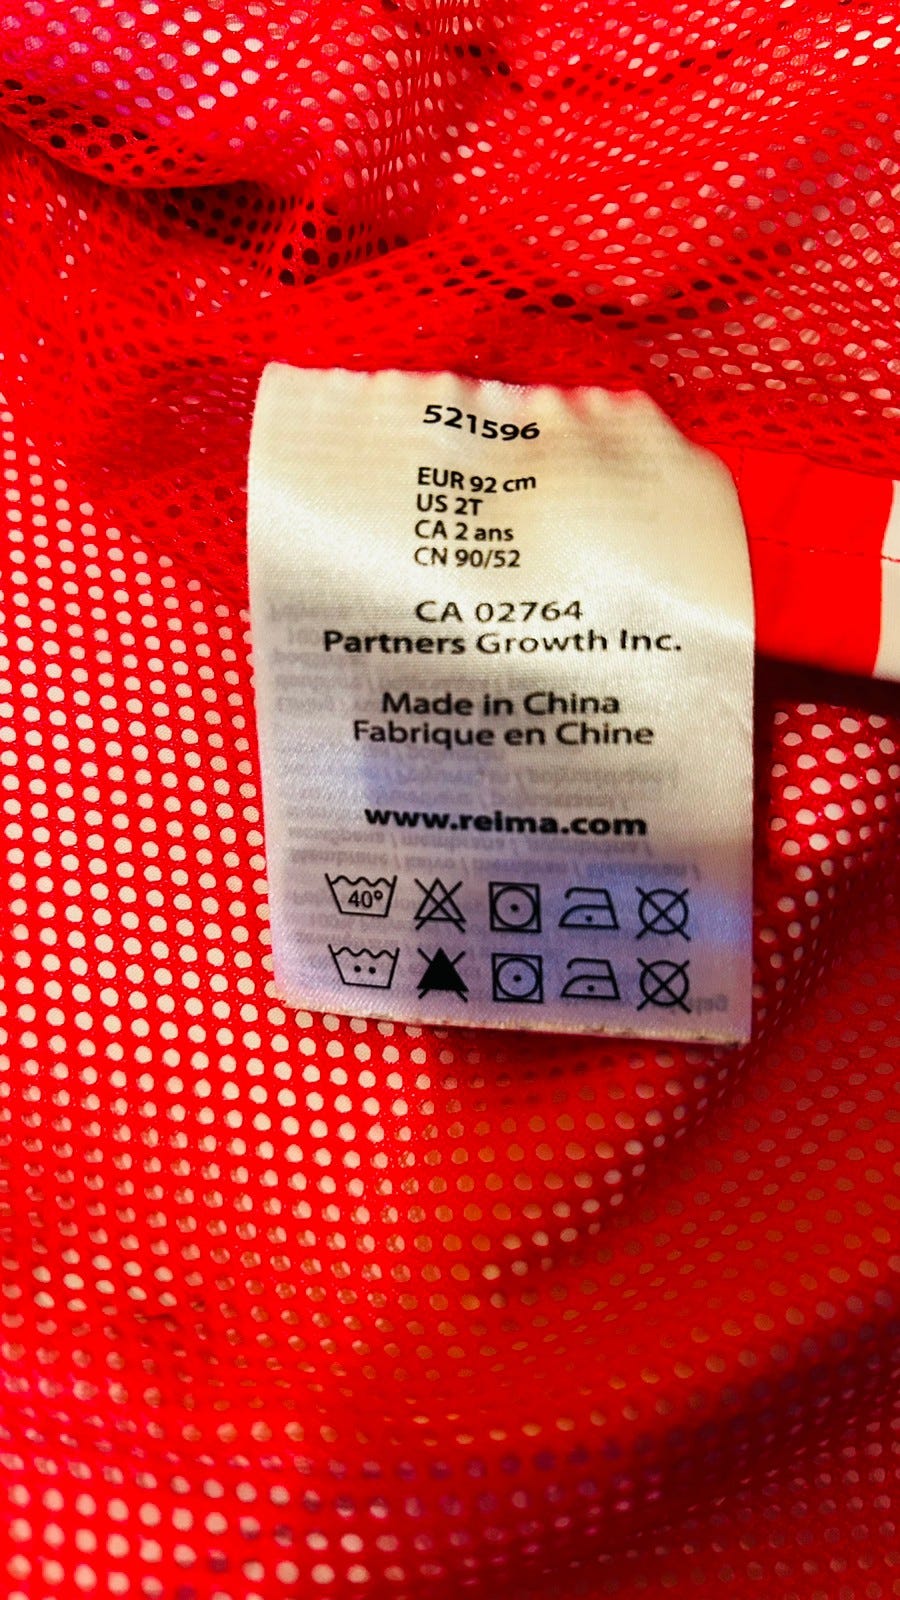 521596
EUR 92 cm
US 2T
CA 2 ans
CN 90/52
CA 02764
Partners Growth Inc.
Made in China
Fabrique en Chine
www.reima.com
40°